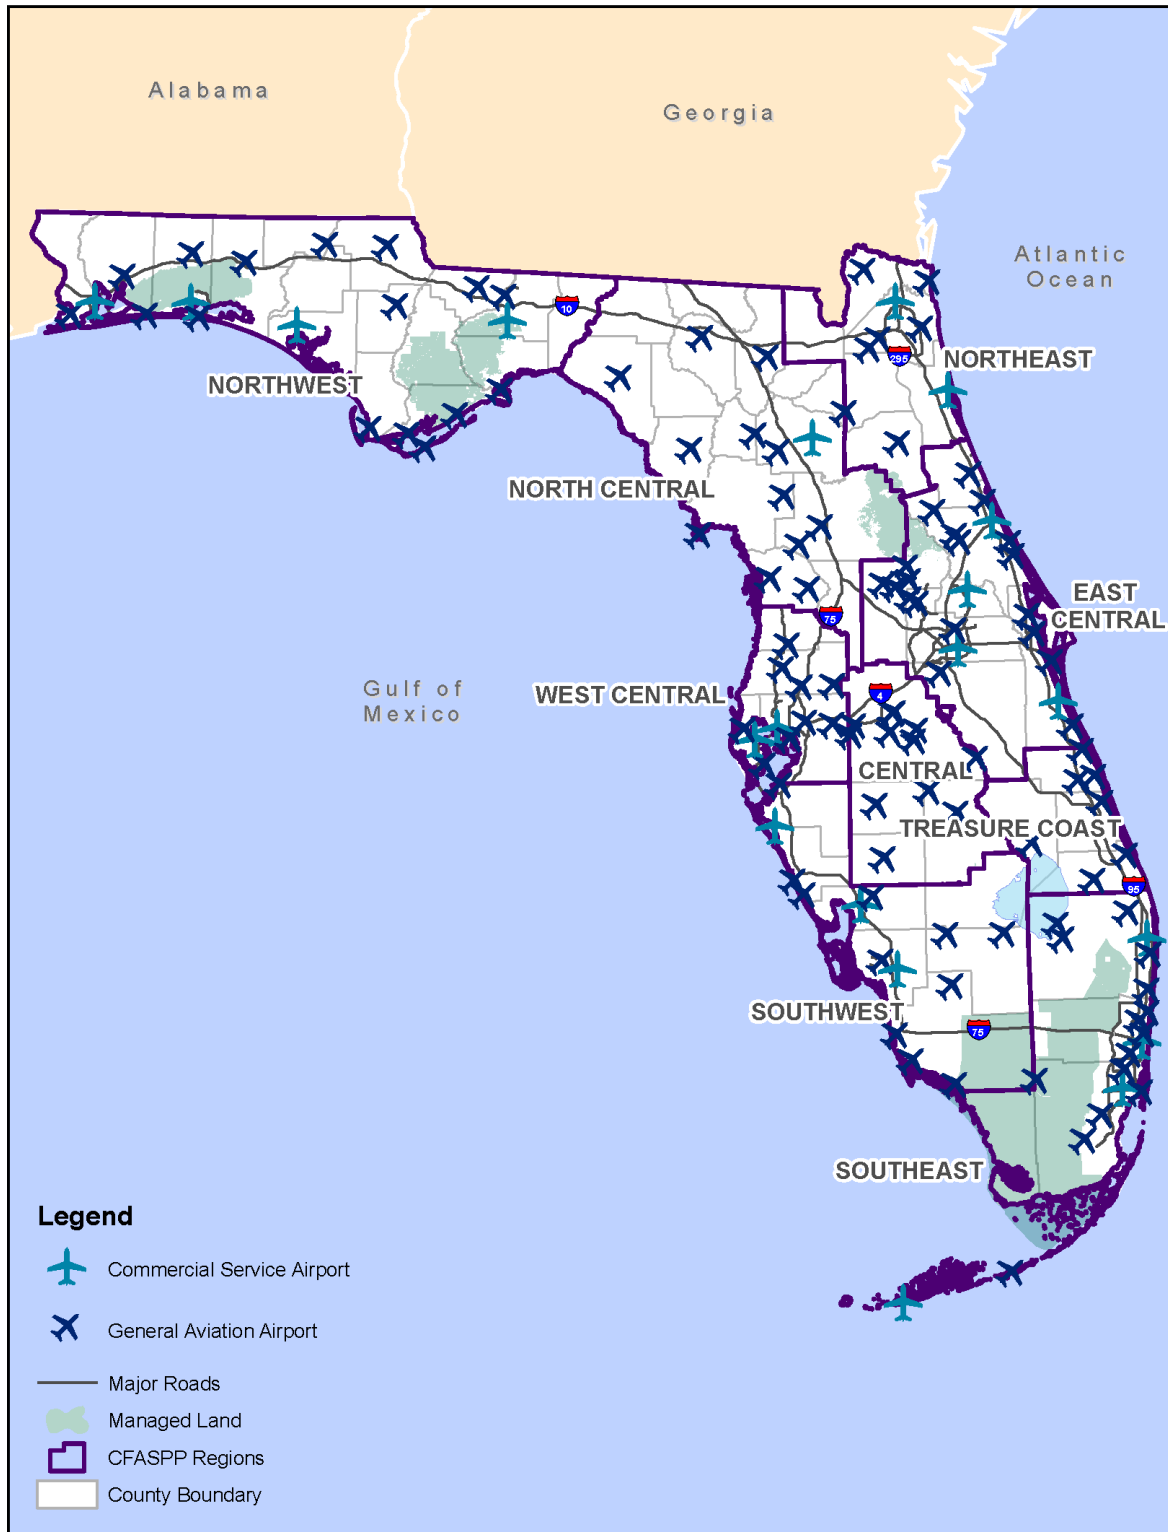 Alabama
Georgia
Atlantic
Ocean
10
295
NORTHEAST
NORTHWEST
NORTH CENTRAL
EAST
CENTRAL
75
Gulf of
Mexico
WEST CENTRAL
4
CENTRAL
TREASURE COAST
95
SOUTHWEST
75
SOUTHEAST
Legend
Commercial Service Airport
General Aviation Airport
Major Roads
Managed Land
CFASPP Regions
County Boundary